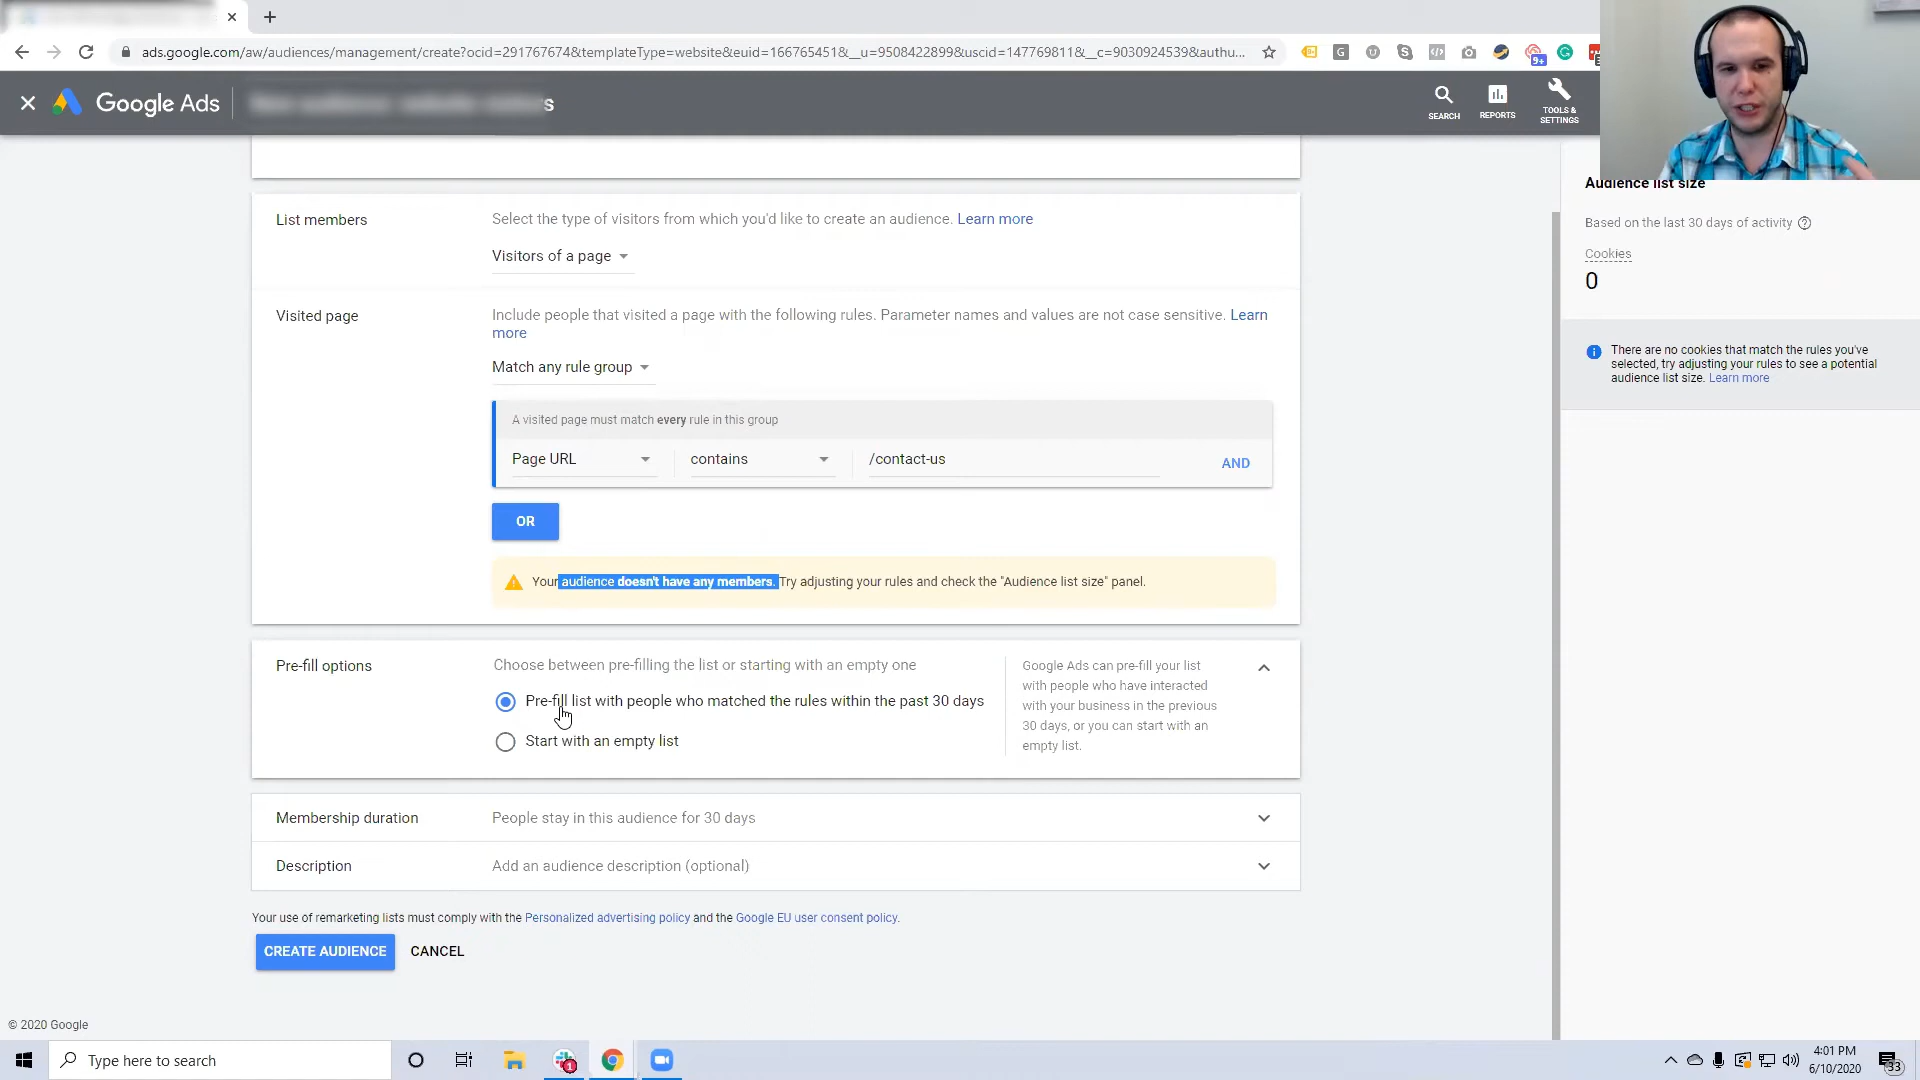 ads.google.com/aw/audiences/management/create?ocid=291767674&templateType=website&euid=166765451&__u=9508422899&uscid=147769811&__c=9030924539&authu...
G
9+
Google Ads
SEARCH
REPORTS
TOOLS &
SETTINGS
Audience list size
Based on the last 30 days of activity
Cookies
0
There are no cookies that match the rules you've
selected, try adjusting your rules to see a potential
audience list size. Learn more
List members
Select the type of visitors from which you'd like to create an audience. Learn more
Visitors of a page
Visited page
Include people that visited a page with the following rules. Parameter names and values are not case sensitive. Learn
more
Match any rule group
A visited page must match every rule in this group
Page URL
contains
/contact-us
AND
OR
Your audience doesn't have any members. Try adjusting your rules and check the "Audience list size" panel.
Pre-fill options
Choose between pre-filling the list or starting with an empty one
Pre-fill list with people who matched the rules within the past 30 days
Start with an empty list
Google Ads can pre-fill your list
with people who have interacted
with your business in the previous
30 days, or you can start with an
empty list.
Membership duration
People stay in this audience for 30 days
Description
Add an audience description (optional)
Your use of remarketing lists must comply with the Personalized advertising policy and the Google EU user consent policy.
CREATE AUDIENCE
CANCEL
© 2020 Google
Type here to search
1
4:01 PM
6/10/2020
33